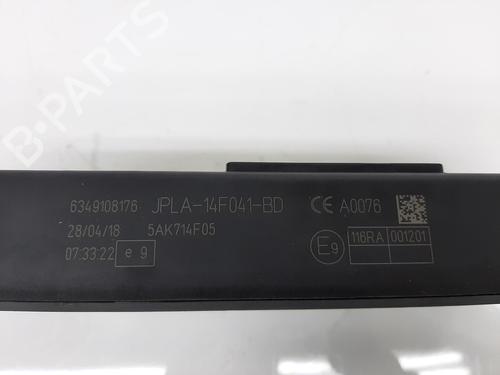 B-PARTS
6349108176 JPLA-14F041-BD CE A0076
28/04/18 5AK714F05
07:33:22 e 9 E9 116RA 001201